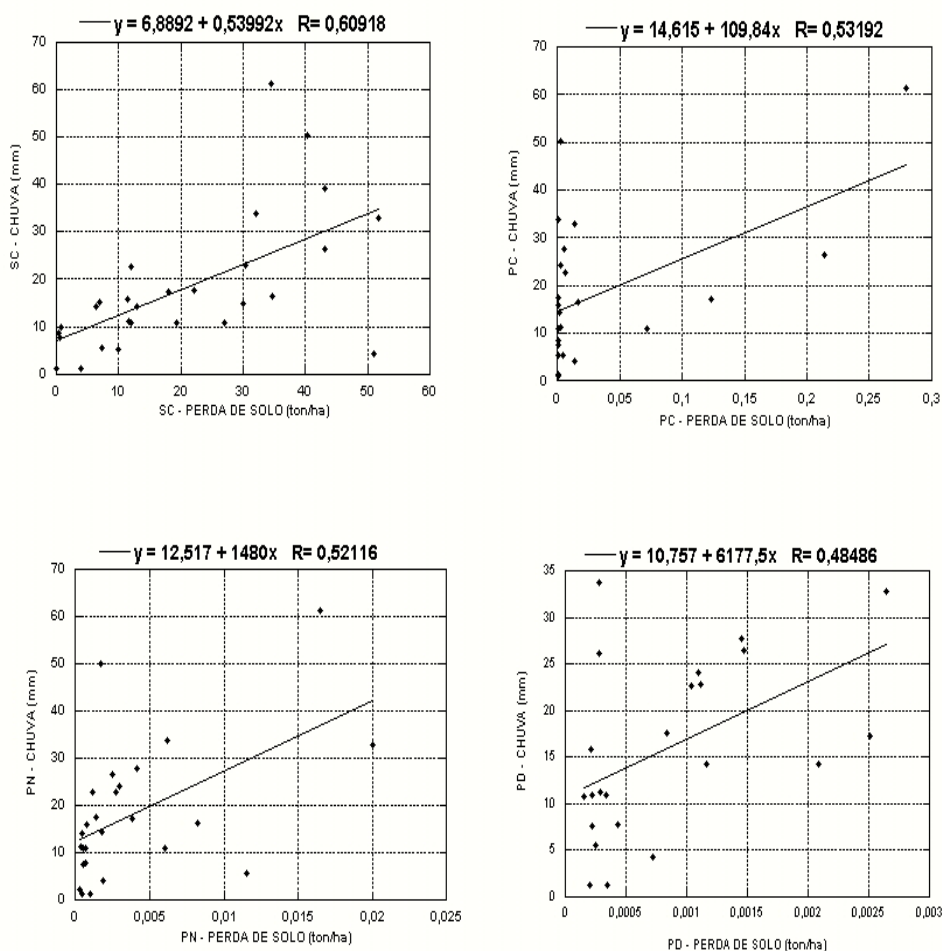 y = 6,8892 + 0,53992x R= 0,60918
70
60
50
40
30
20
10
0
SC - CHUVA (mm)
0 10 20 30 40 50 60
SC - PERDA DE SOLO (ton/ha)
y = 14,615 + 109,84x R= 0,53192
70
60
50
40
30
20
10
0
PC - CHUVA (mm)
0 0,05 0,1 0,15 0,2 0,25 0,3
PC - PERDA DE SOLO (ton/ha)
y = 12,517 + 1480x R= 0,52116
70
60
50
40
30
20
10
0
PN - CHUVA (mm)
0 0,005 0,01 0,015 0,02 0,025
PN - PERDA DE SOLO (ton/ha)
y = 10,757 + 6177,5x R= 0,48486
35
30
25
20
15
10
5
0
PD - CHUVA (mm)
0 0,0005 0,001 0,0015 0,002 0,0025 0,003
PD - PERDA DE SOLO (ton/ha)